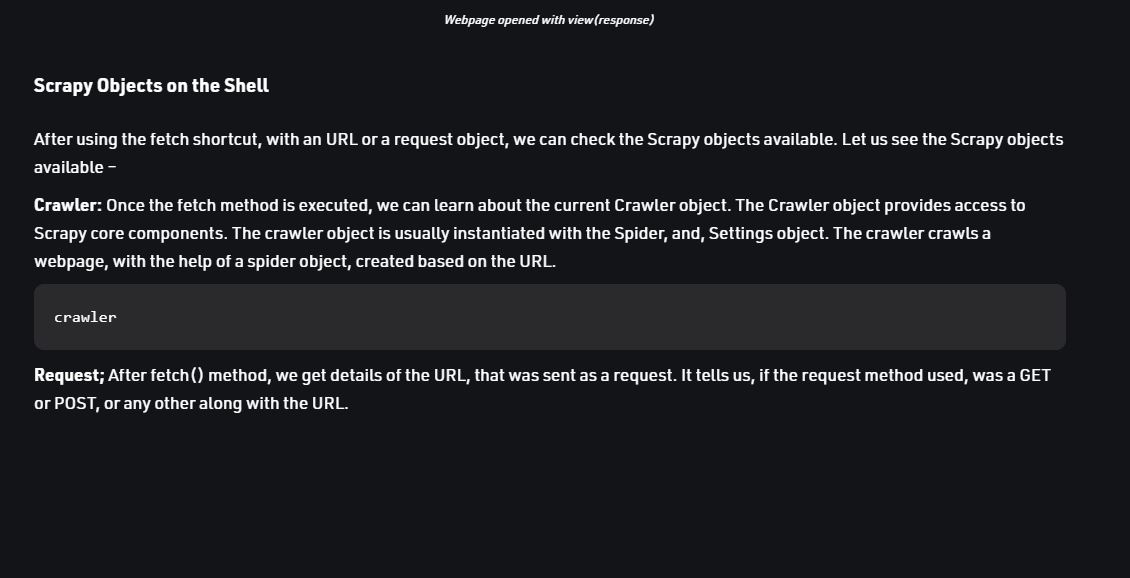 Webpage opened with view(response)
Scrapy Objects on the Shell
After using the fetch shortcut, with an URL or a request object, we can check the Scrapy objects available. Let us see the Scrapy objects
available –
Crawler: Once the fetch method is executed, we can learn about the current Crawler object. The Crawler object provides access to
Scrapy core components. The crawler object is usually instantiated with the Spider, and, Settings object. The crawler crawls a
webpage, with the help of a spider object, created based on the URL.
crawler
Request; After fetch() method, we get details of the URL, that was sent as a request. It tells us, if the request method used, was a GET
or POST, or any other along with the URL.